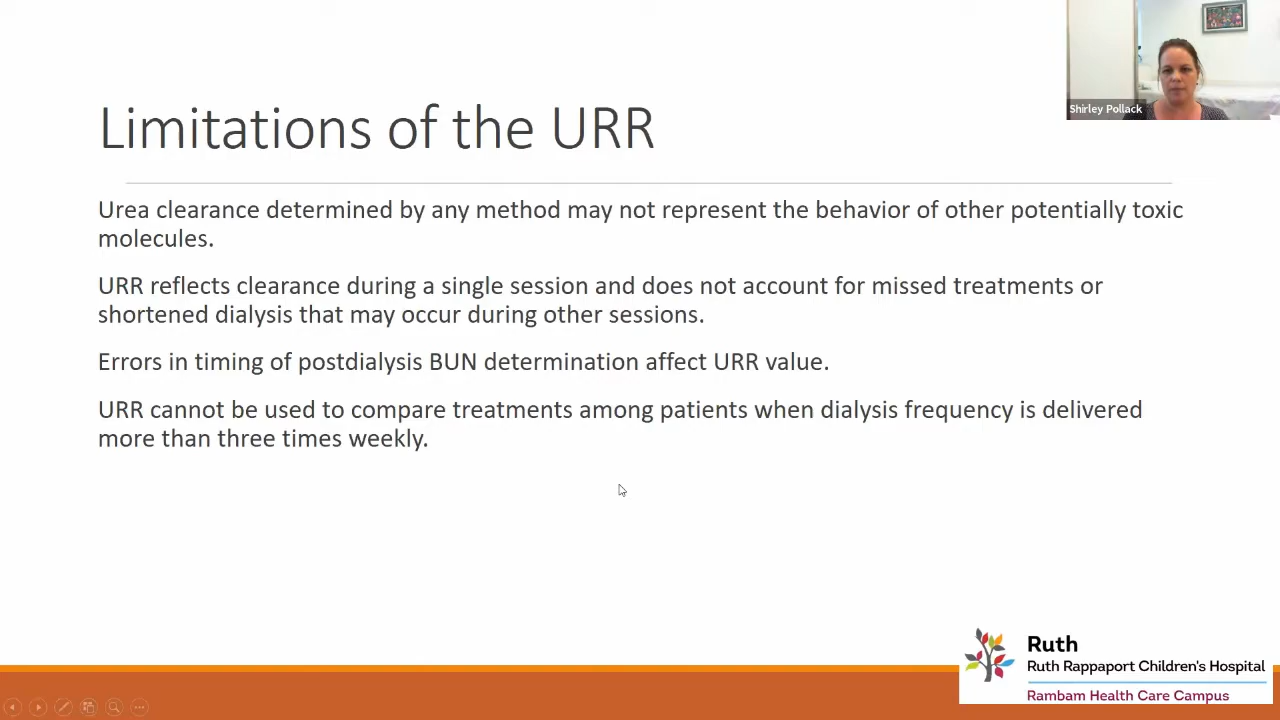 Shirley Pollack
Limitations of the URR
Urea clearance determined by any method may not represent the behavior of other potentially toxic
molecules.
URR reflects clearance during a single session and does not account for missed treatments or
shortened dialysis that may occur during other sessions.
Errors in timing of postdialysis BUN determination affect URR value.
URR cannot be used to compare treatments among patients when dialysis frequency is delivered
more than three times weekly.
Ruth
Ruth Rappaport Children's Hospital
Rambam Health Care Campus